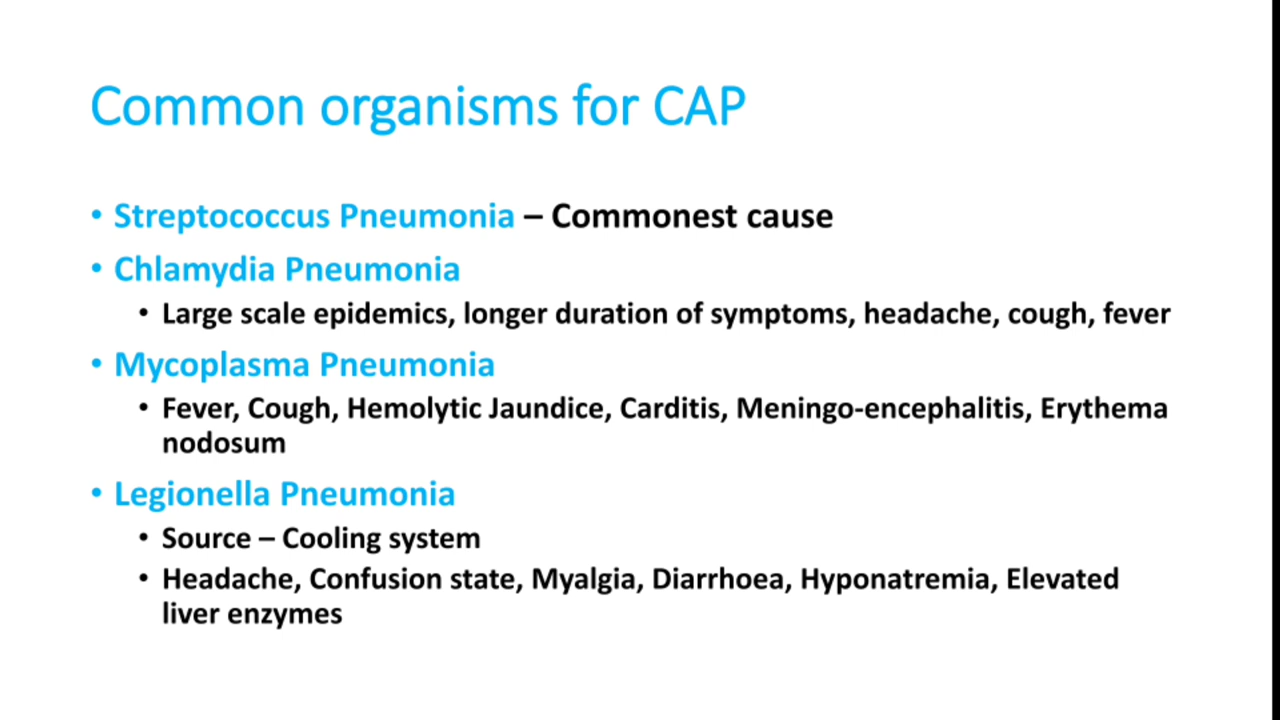 Common organisms for CAP
• Streptococcus Pneumonia – Commonest cause
• Chlamydia Pneumonia
• Large scale epidemics, longer duration of symptoms, headache, cough, fever
• Mycoplasma Pneumonia
• Fever, Cough, Hemolytic Jaundice, Carditis, Meningo-encephalitis, Erythema
nodosum
• Legionella Pneumonia
• Source – Cooling system
• Headache, Confusion state, Myalgia, Diarrhoea, Hyponatremia, Elevated
liver enzymes